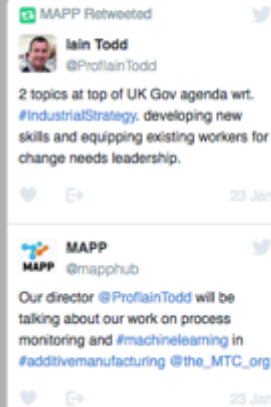 MAPP Retweeted
Iain Todd
@ProfIainTodd
2 topics at top of UK Gov agenda wrt.
#IndustrialStrategy. developing new
skills and equipping existing workers for
change needs leadership.
23 Jan
MAPP
MAPP @mapphub
Our director @ProfIainTodd will be
talking about our work on process
monitoring and #machinelearning in
#additivemanufacturing @the_MTC_org
23 Jan